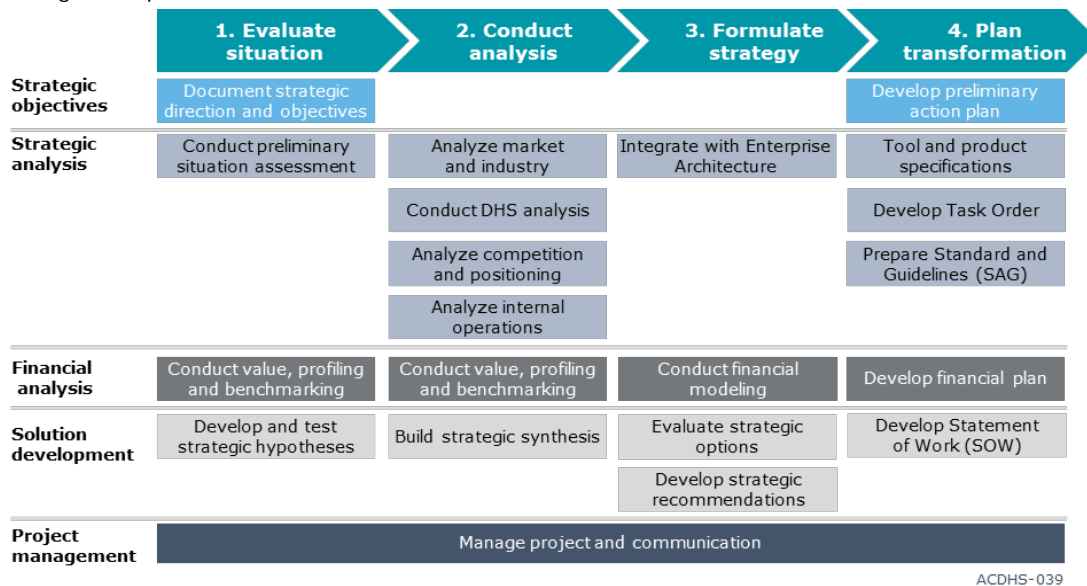 1. Evaluate
situation
2. Conduct
analysis
3. Formulate
strategy
4. Plan
transformation
Strategic
objectives
Document strategic
direction and objectives
Develop preliminary
action plan
Strategic
analysis
Conduct preliminary
situation assessment
Analyze market
and industry
Integrate with Enterprise
Architecture
Tool and product
specifications
Conduct DHS analysis
Develop Task Order
Analyze competition
and positioning
Prepare Standard and
Guidelines (SAG)
Analyze internal
operations
Financial
analysis
Conduct value, profiling
and benchmarking
Conduct value, profiling
and benchmarking
Conduct financial
modeling
Develop financial plan
Solution
development
Develop and test
strategic hypotheses
Build strategic synthesis
Evaluate strategic
options
Develop Statement
of Work (SOW)
Develop strategic
recommendations
Project
management
Manage project and communication
ACDHS-039